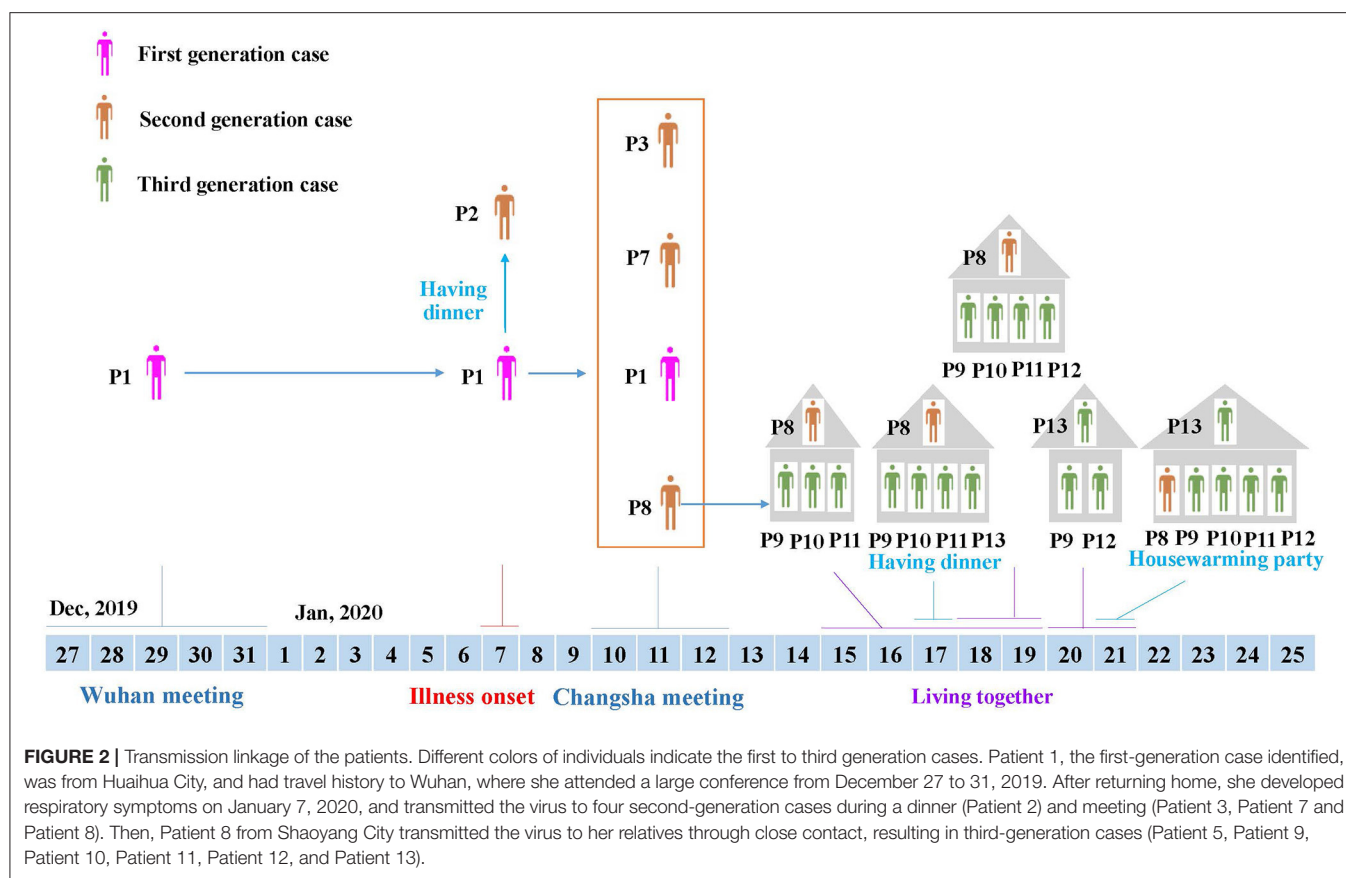 First generation case
Second generation case
Third generation case
P3
P2
P7
P8
Having
dinner
P1
P1
P1
P9 P10 P11 P12
P8
P8
P13
P13
P8
P9 P10 P11
P9 P10 P11 P13
P9 P12
P8 P9 P10 P11 P12
Having dinner
Housewarming party
Dec, 2019
Jan, 2020
27 28 29 30 31 1 2 3 4 5 6 7 8 9 10 11 12 13 14 15 16 17 18 19 20 21 22 23 24 25
Wuhan meeting
Illness onset
Changsha meeting
Living together
FIGURE 2 | Transmission linkage of the patients. Different colors of individuals indicate the first to third generation cases. Patient 1, the first-generation case identified,
was from Huaihua City, and had travel history to Wuhan, where she attended a large conference from December 27 to 31, 2019. After returning home, she developed
respiratory symptoms on January 7, 2020, and transmitted the virus to four second-generation cases during a dinner (Patient 2) and meeting (Patient 3, Patient 7 and
Patient 8). Then, Patient 8 from Shaoyang City transmitted the virus to her relatives through close contact, resulting in third-generation cases (Patient 5, Patient 9,
Patient 10, Patient 11, Patient 12, and Patient 13).